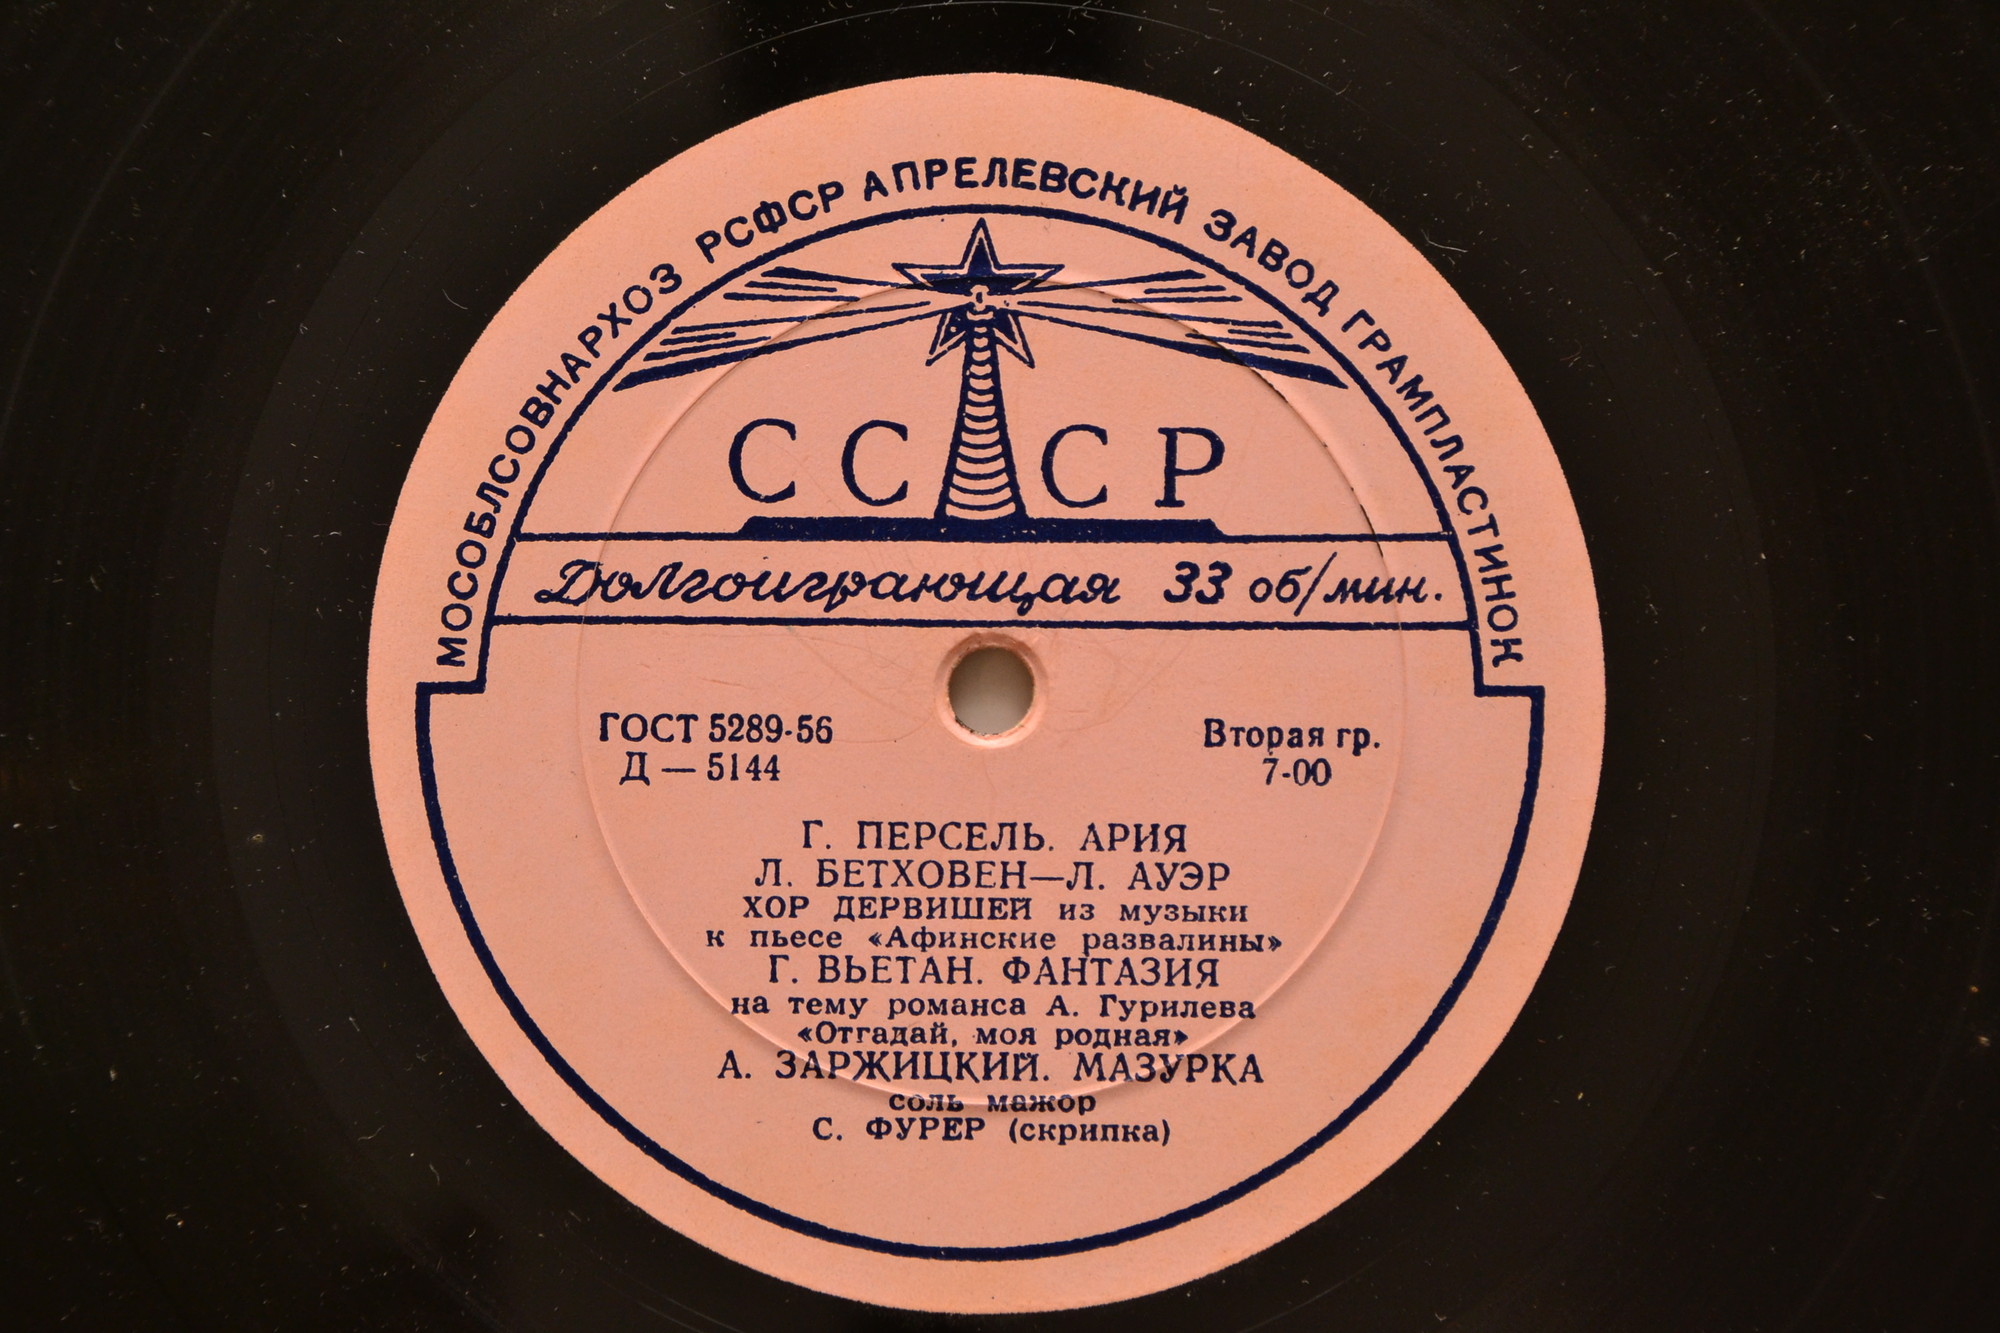 МОСОБЛСОВНАРХОЗ РСФСР АПРЕЛЕВСКИЙ ЗАВОД ГРАМПЛАСТИНОК
СССР
Долгоиграющая 33 об/мин.
ГОСТ 5289-56
Д — 5144
Вторая гр.
7-00
Г. ПЕРСЕЛЬ. АРИЯ
Л. БЕТХОВЕН—Л. АУЭР
ХОР ДЕРВИШЕЙ из музыки
к пьесе «Афинские развалины»
Г. ВЬЕТАН. ФАНТАЗИЯ
на тему романса А. Гурилева
«Отгадай, моя родная»
А. ЗАРЖИЦКИЙ. МАЗУРКА
соль мажор
С. ФУРЕР (скрипка)